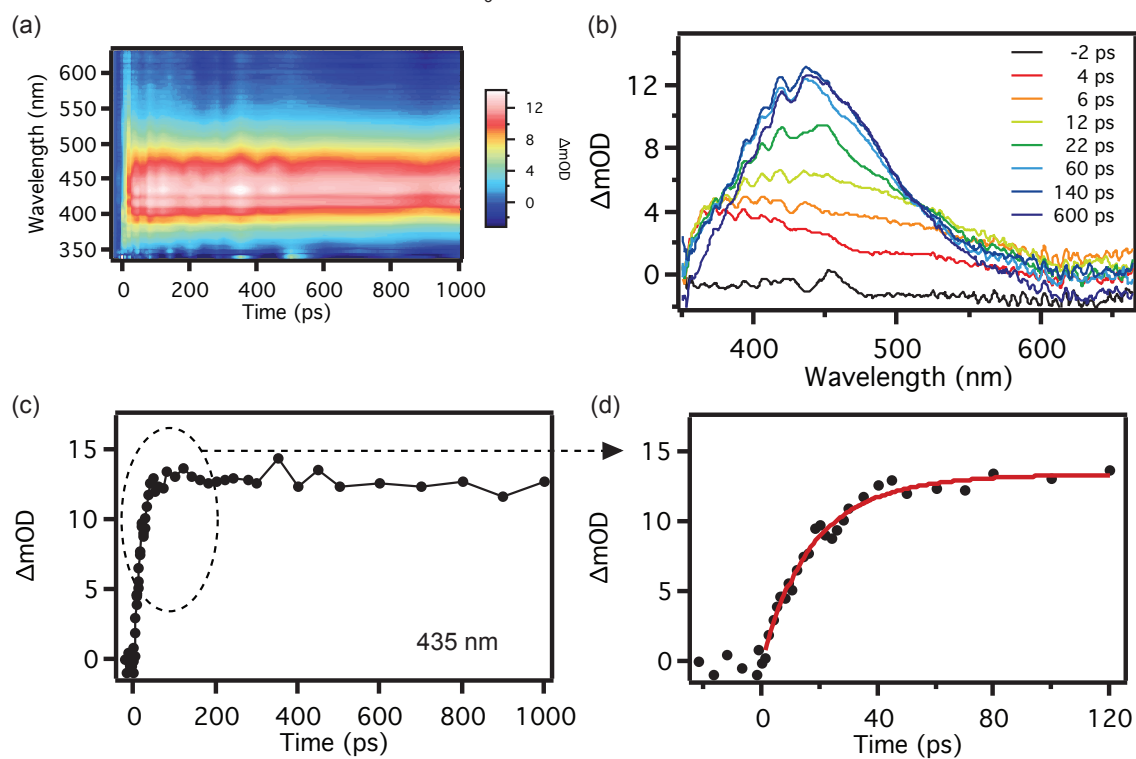 (a)
Wavelength (nm)
600
550
500
450
400
350
0 200 400 600 800 1000
Time (ps)
12
8
4
0
ΔmOD
(b)
ΔmOD
12
8
4
0
-2 ps
4 ps
6 ps
12 ps
22 ps
60 ps
140 ps
600 ps
400 500 600
Wavelength (nm)
(c)
ΔmOD
15
10
5
0
435 nm
0 200 400 600 800 1000
Time (ps)
(d)
ΔmOD
15
10
5
0
0 40 80 120
Time (ps)